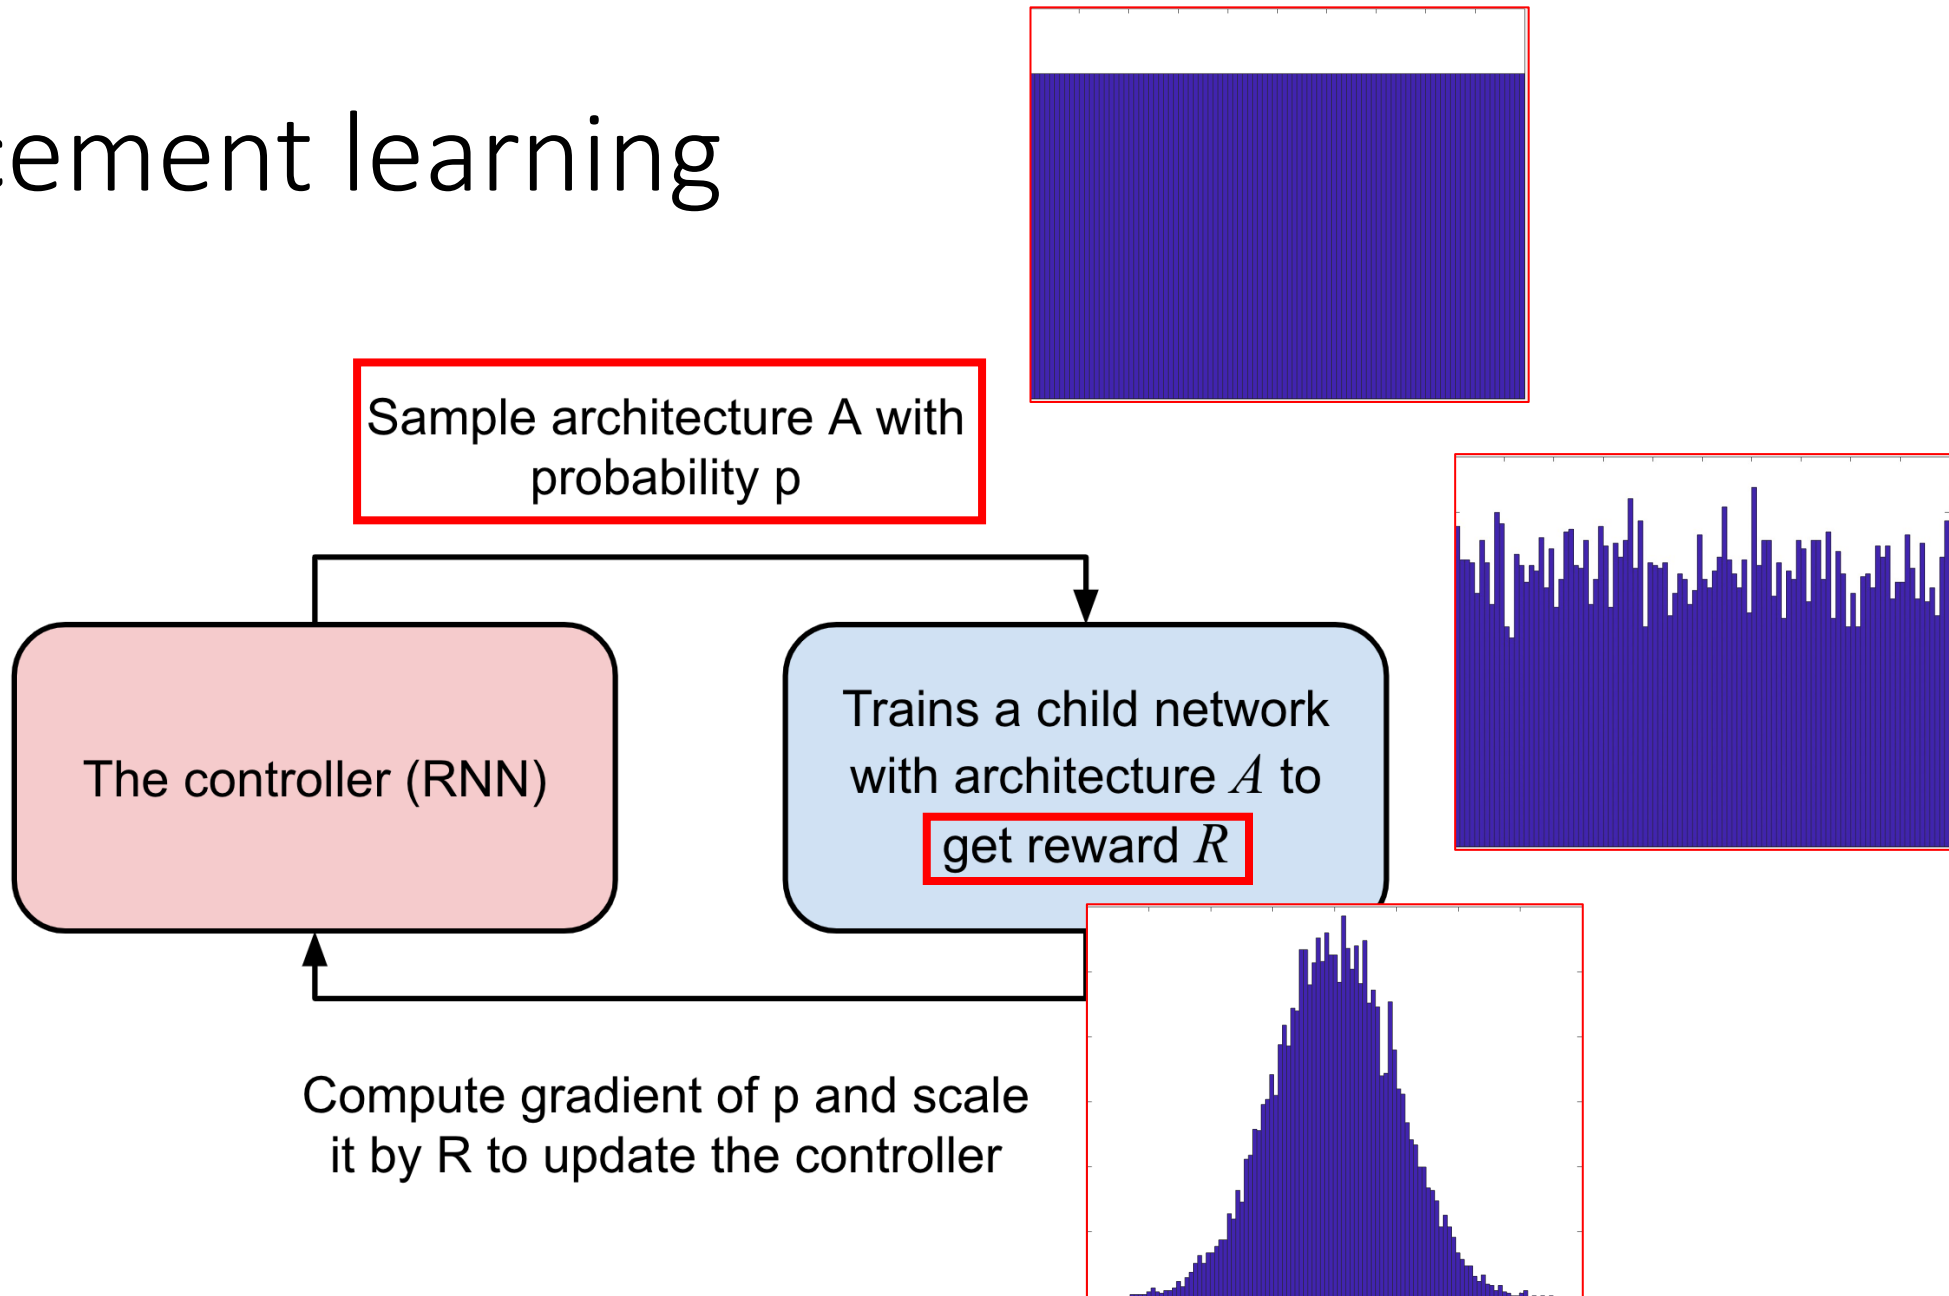 cement learning
Sample architecture A with
probability p
The controller (RNN)
Trains a child network
with architecture A to
get reward R
Compute gradient of p and scale
it by R to update the controller